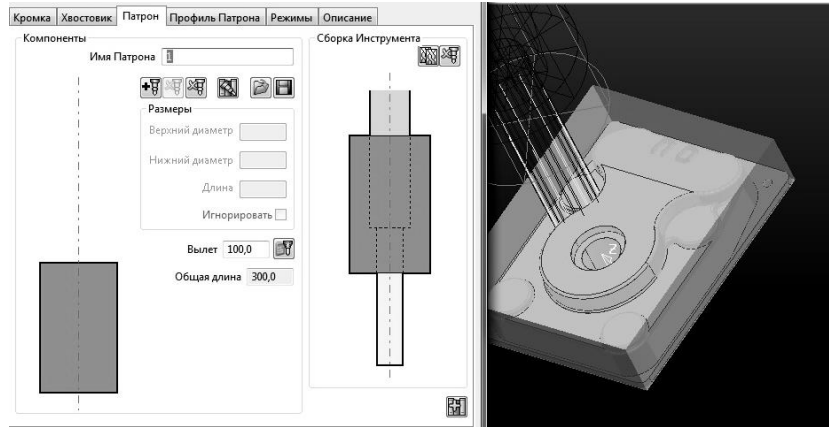 Кромка Хвостовик Патрон Профиль Патрона Режимы Описание
Компоненты
Имя Патрона 1
Размеры
Верхний диаметр
Нижний диаметр
Длина
Игнорировать
Вылет 100,0
Общая длина 300,0
Сборка Инструмента
Z